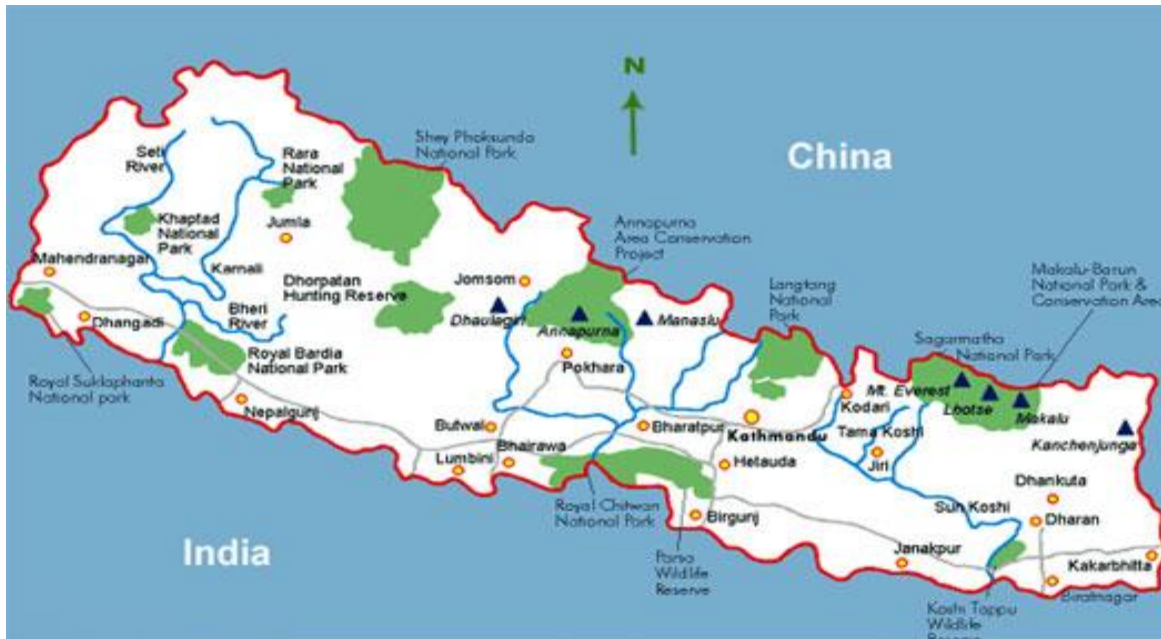 N
China
India
Seti
River
Rara
National
Park
Shey Phoksunda
National Park
Khaptad
National
Park
Jumla
Karnali
Mahendranagar
Dhangadi
Bheri
River
Dhorpatan
Hunting Reserve
Jomsom
Dhaulagiri
Annapurna
Area Conservation
Project
Annapurna
Manaslu
Langtang
National
Park
Makalu-Barun
National Park &
Conservation Area
Sagarmatha
National Park
Royal Suklaphanta
National park
Royal Bardia
National Park
Nepalgunj
Pokhara
Butwal
Bhairawa
Lumbini
Bharatpur
Kathmandu
Hetauda
Kodari
Mt. Everest
Lhotse
Makalu
Kanchenjunga
Tama Koshi
Jiri
Sun Koshi
Dhankuta
Dharan
Royal Chitwan
National Park
Birgunj
Parsa
Wildlife
Reserve
Janakpur
Kakarbhitta
Biratnagar
Koshi Tappu
Wildlife